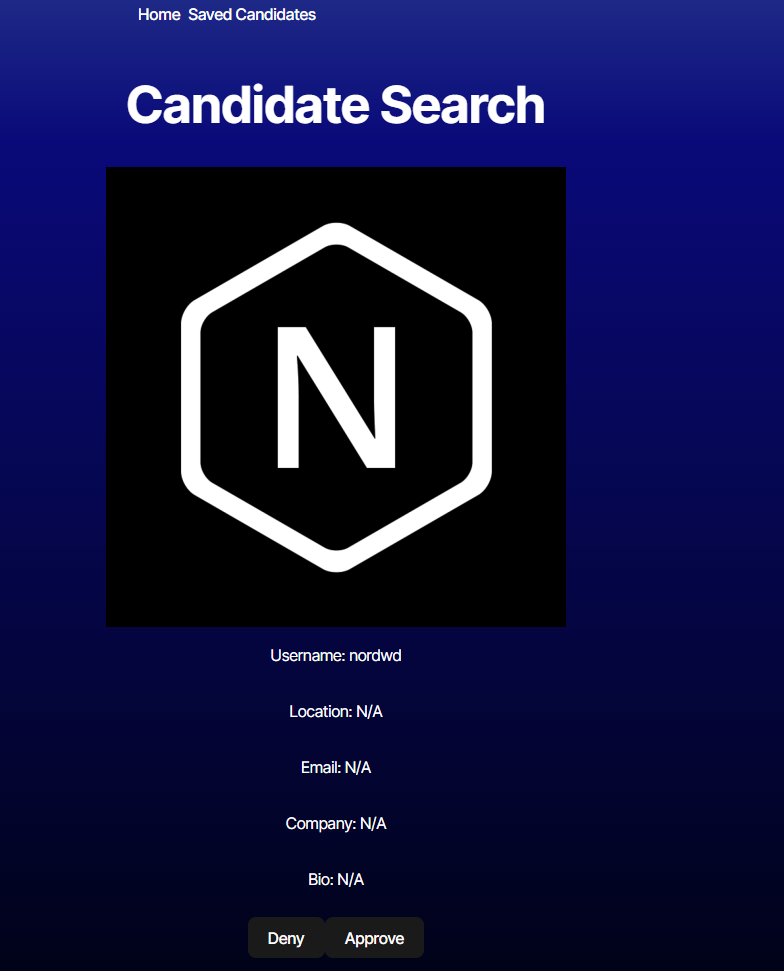 Home Saved Candidates
Candidate Search
N
Username: nordwd
Location: N/A
Email: N/A
Company: N/A
Bio: N/A
Deny Approve